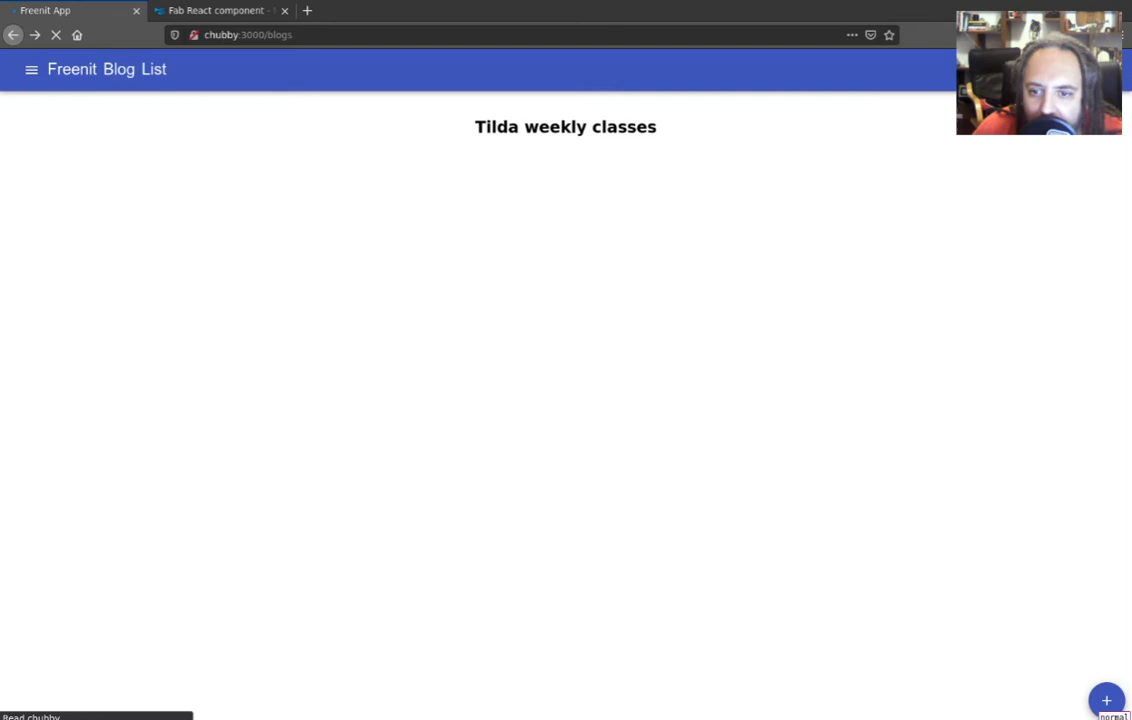 Freenit App
Fab React component -
chubby:3000/blogs
Freenit Blog List
Tilda weekly classes
+
Read chubby
normal